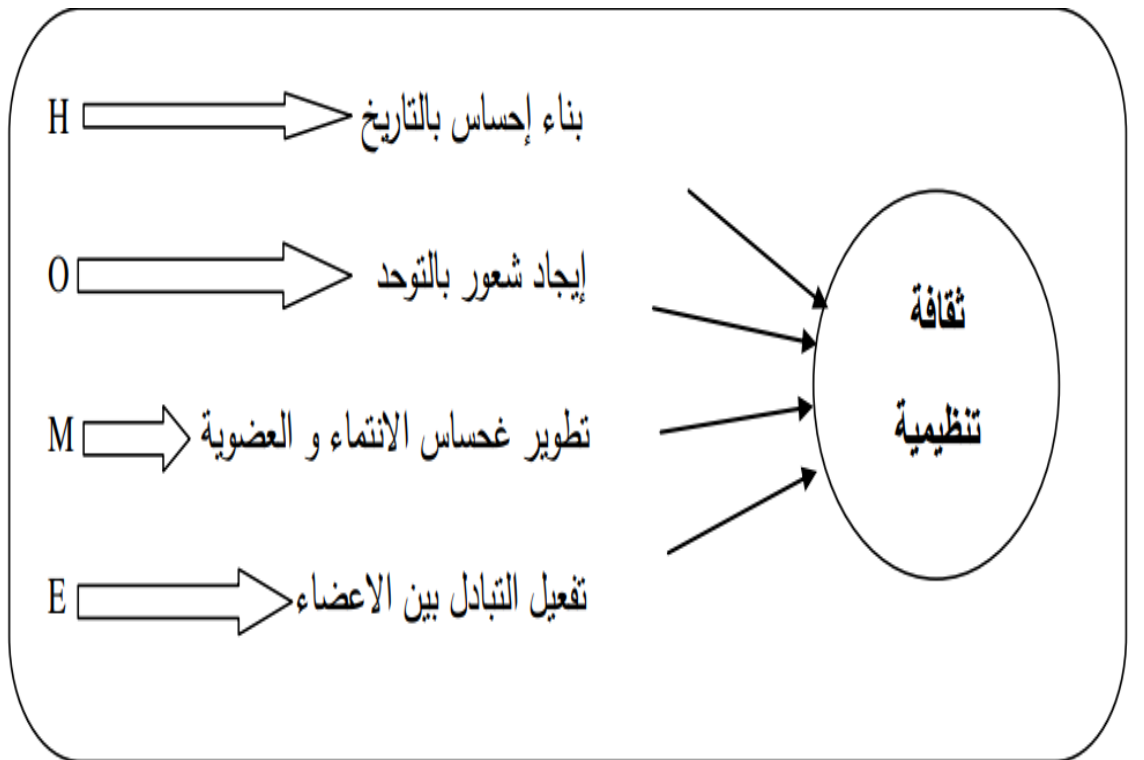 H بناء إحساس بالتاريخ
O إيجاد شعور بالتوحد
M تطوير غحساس الانتماء و العضوية
E تفعيل التبادل بين الاعضاء
ثقافة
تنظيمية